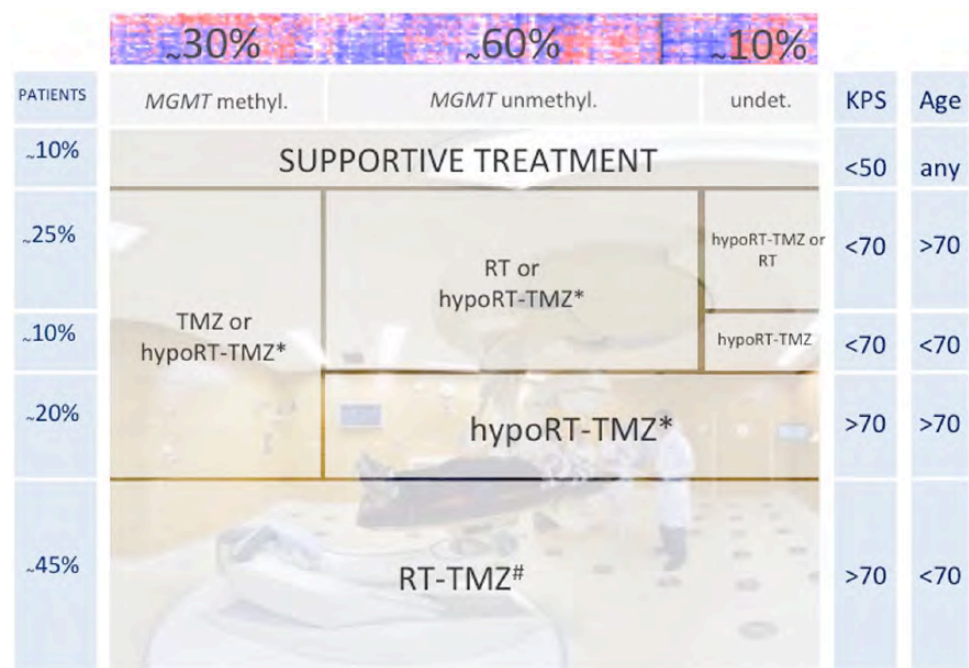 ~30% ~60% ~10%
PATIENTS MGMT methyl. MGMT unmethyl. undet. KPS Age
~10% SUPPORTIVE TREATMENT <50 any
~25% RT or hypoRT-TMZ* hypoRT-TMZ or RT <70 >70
~10% TMZ or hypoRT-TMZ* hypoRT-TMZ <70 <70
~20% hypoRT-TMZ* >70 >70
~45% RT-TMZ# >70 <70